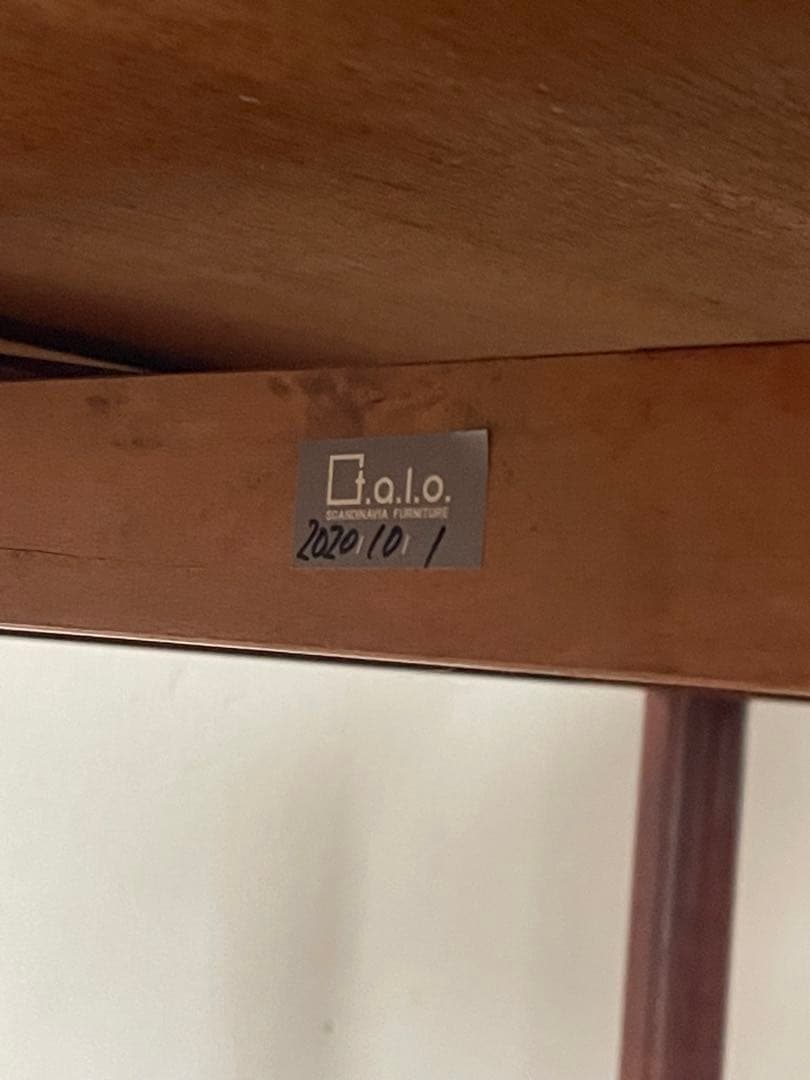 t.a.l.o.
SCANDINAVIA FURNITURE
2020/10/1